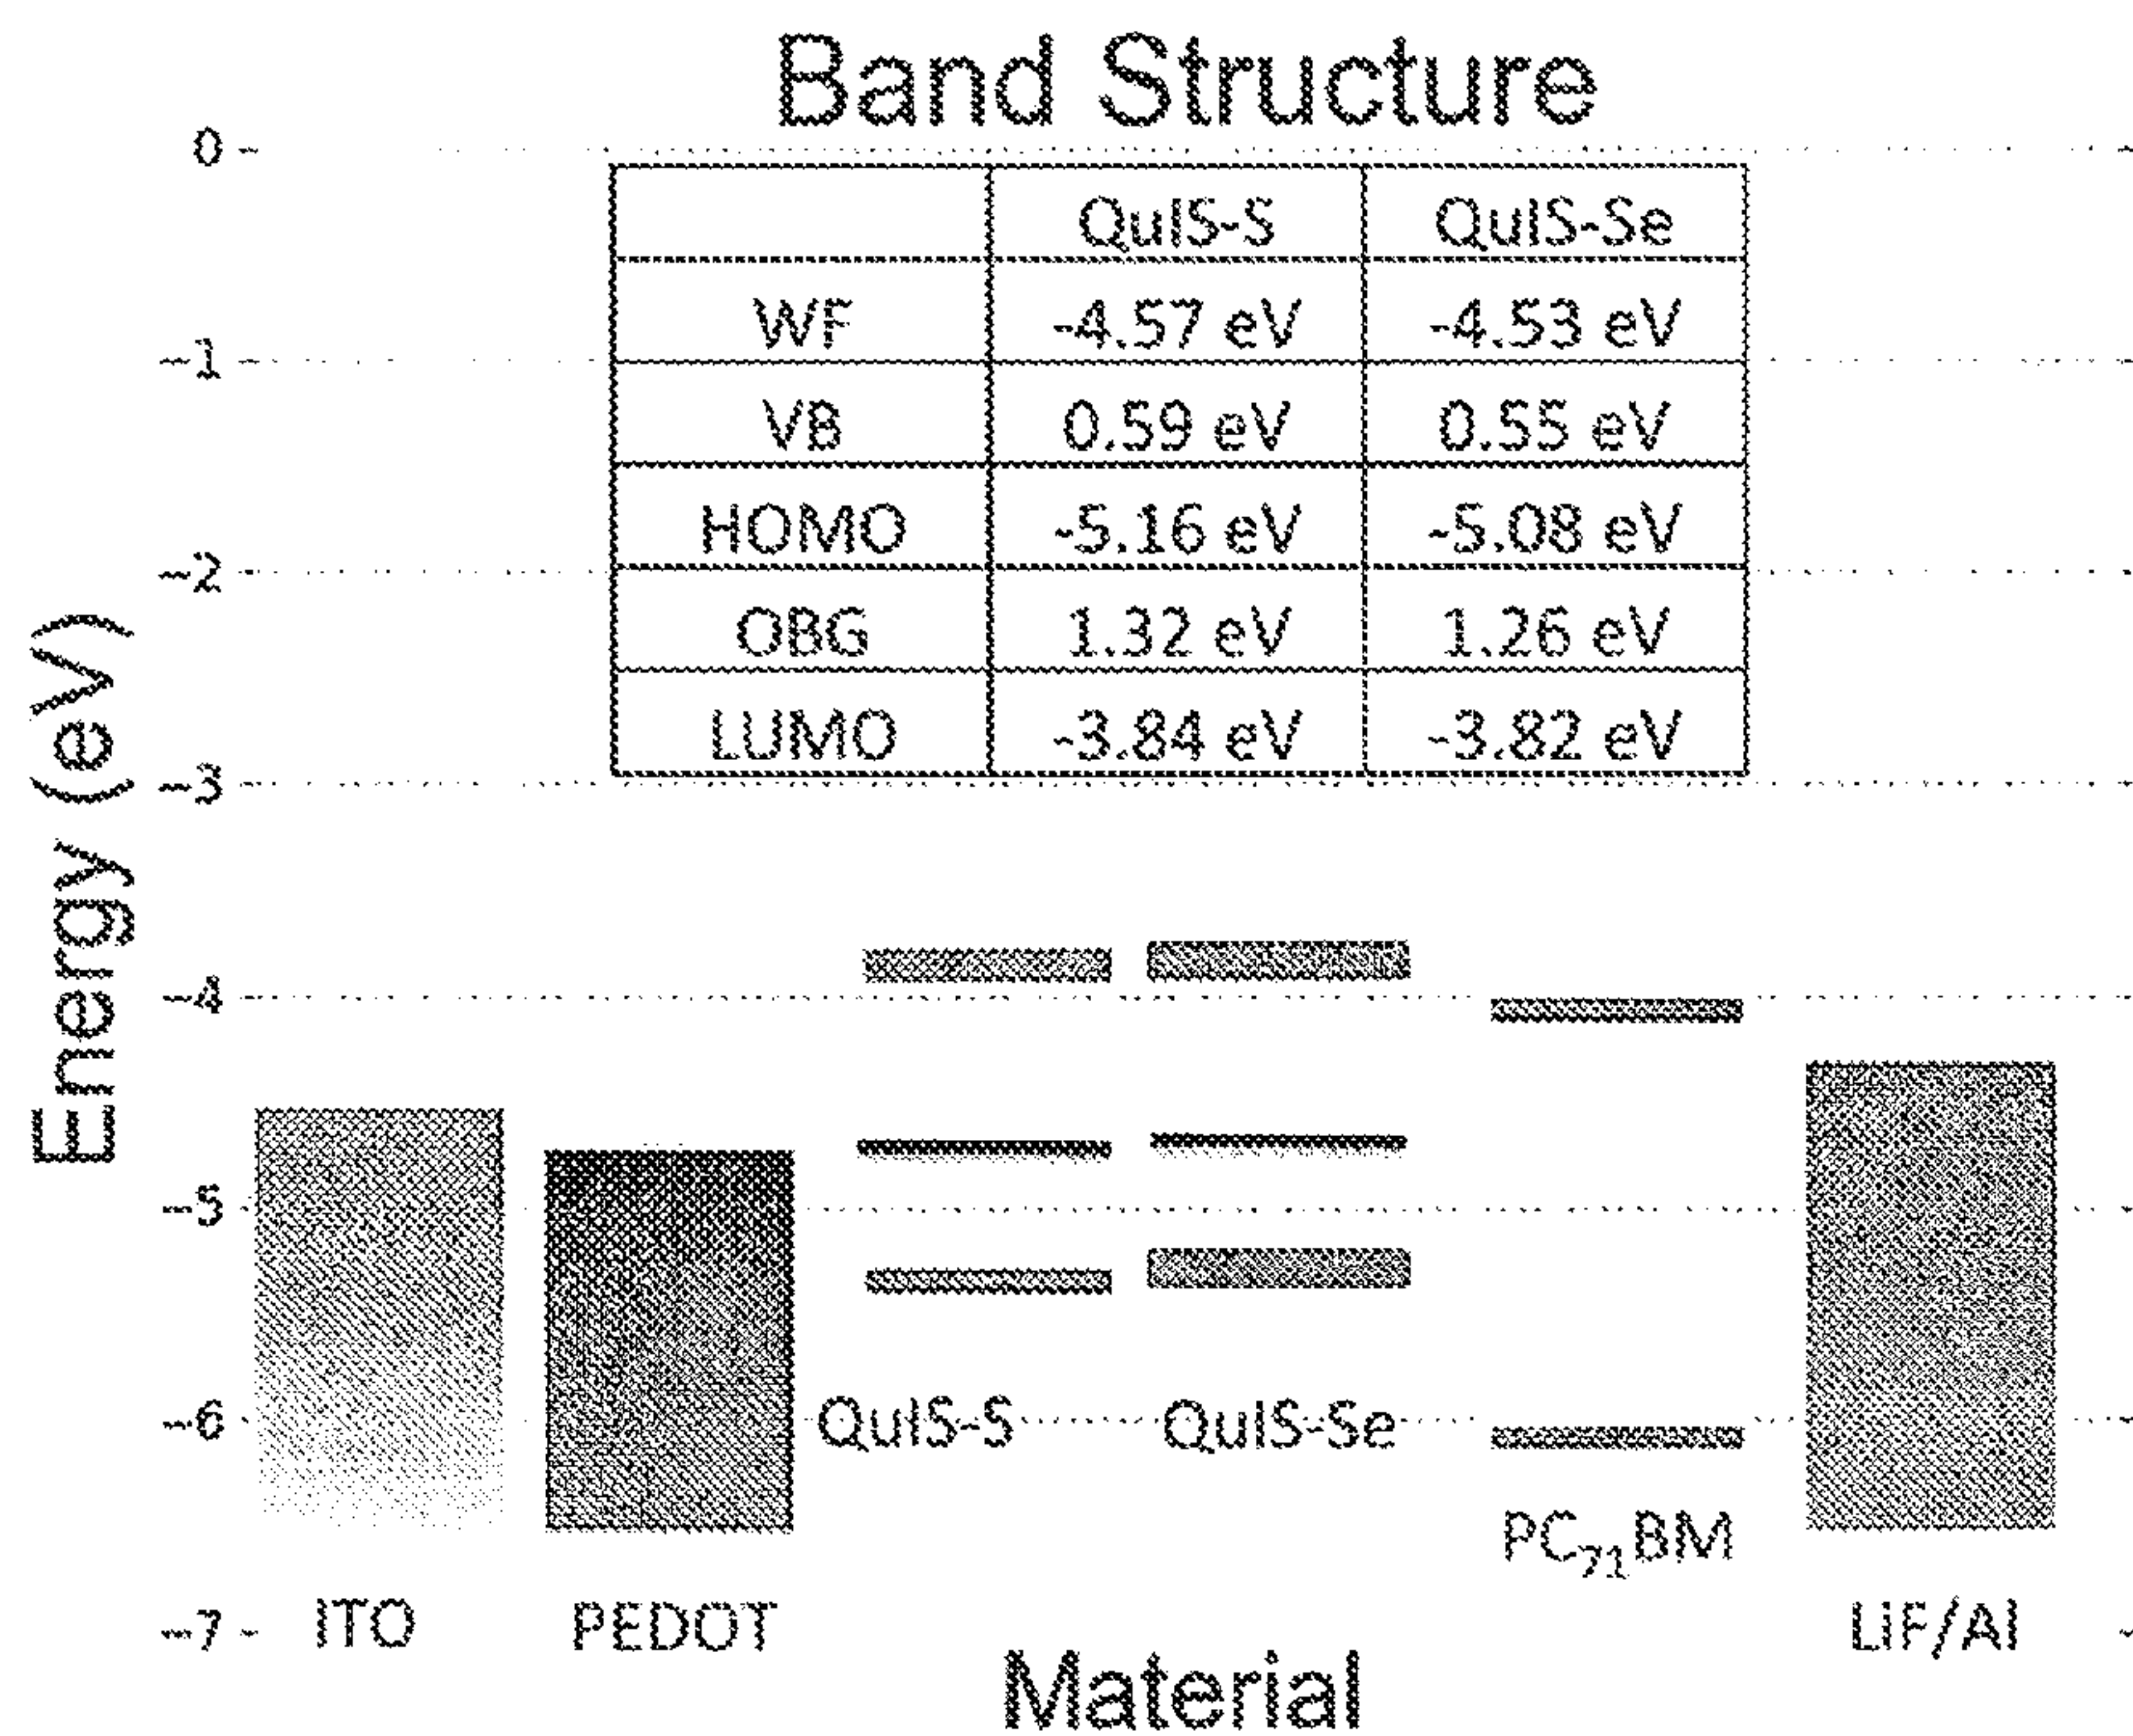 Band Structure
0
QuIS-S QuIS-Se
WF -4.57 eV -4.53 eV
VB 0.59 eV 0.55 eV
HOMO -5.16 eV -5.08 eV
OBG 1.32 eV 1.26 eV
LUMO -3.84 eV -3.82 eV
-1
-2
-3
-4
-5
-6
-7
Energy (eV)
QuIS-S QuIS-Se
PC71BM
ITO PEDOT LiF/Al
Material